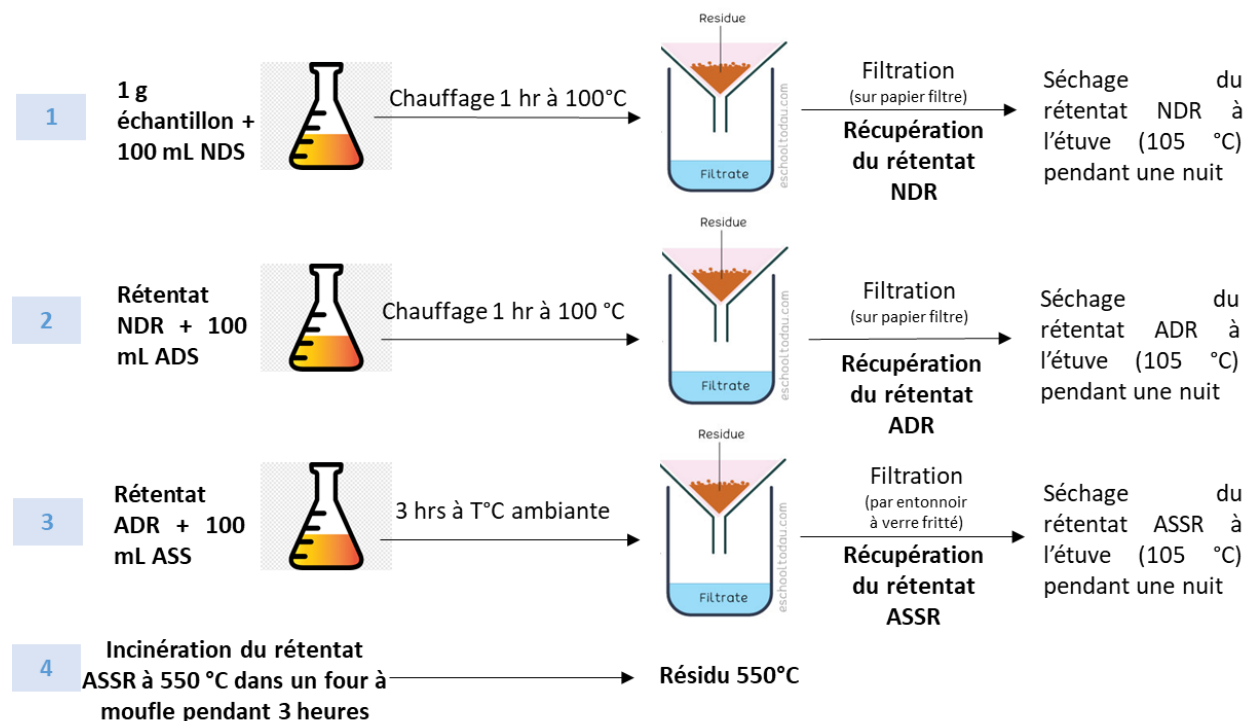 1
1 g
échantillon +
100 mL NDS
Chauffage 1 hr à 100°C
Residue
Filtrate
eschooltoday.com
Filtration
(sur papier filtre)
Récupération
du rétentat
NDR
Séchage du
rétentat NDR à
l’étuve (105 °C)
pendant une nuit
2
Rétentat
NDR + 100
mL ADS
Chauffage 1 hr à 100 °C
Residue
Filtrate
eschooltoday.com
Filtration
(sur papier filtre)
Récupération
du rétentat
ADR
Séchage du
rétentat ADR à
l’étuve (105 °C)
pendant une nuit
3
Rétentat
ADR + 100
mL ASS
3 hrs à T°C ambiante
Residue
Filtrate
eschooltoday.com
Filtration
(par entonnoir
à verre fritté)
Récupération
du rétentat
ASSR
Séchage du
rétentat ASSR à
l’étuve (105 °C)
pendant une nuit
4
Incinération du rétentat
ASSR à 550 °C dans un four à
moufle pendant 3 heures
Résidu 550°C